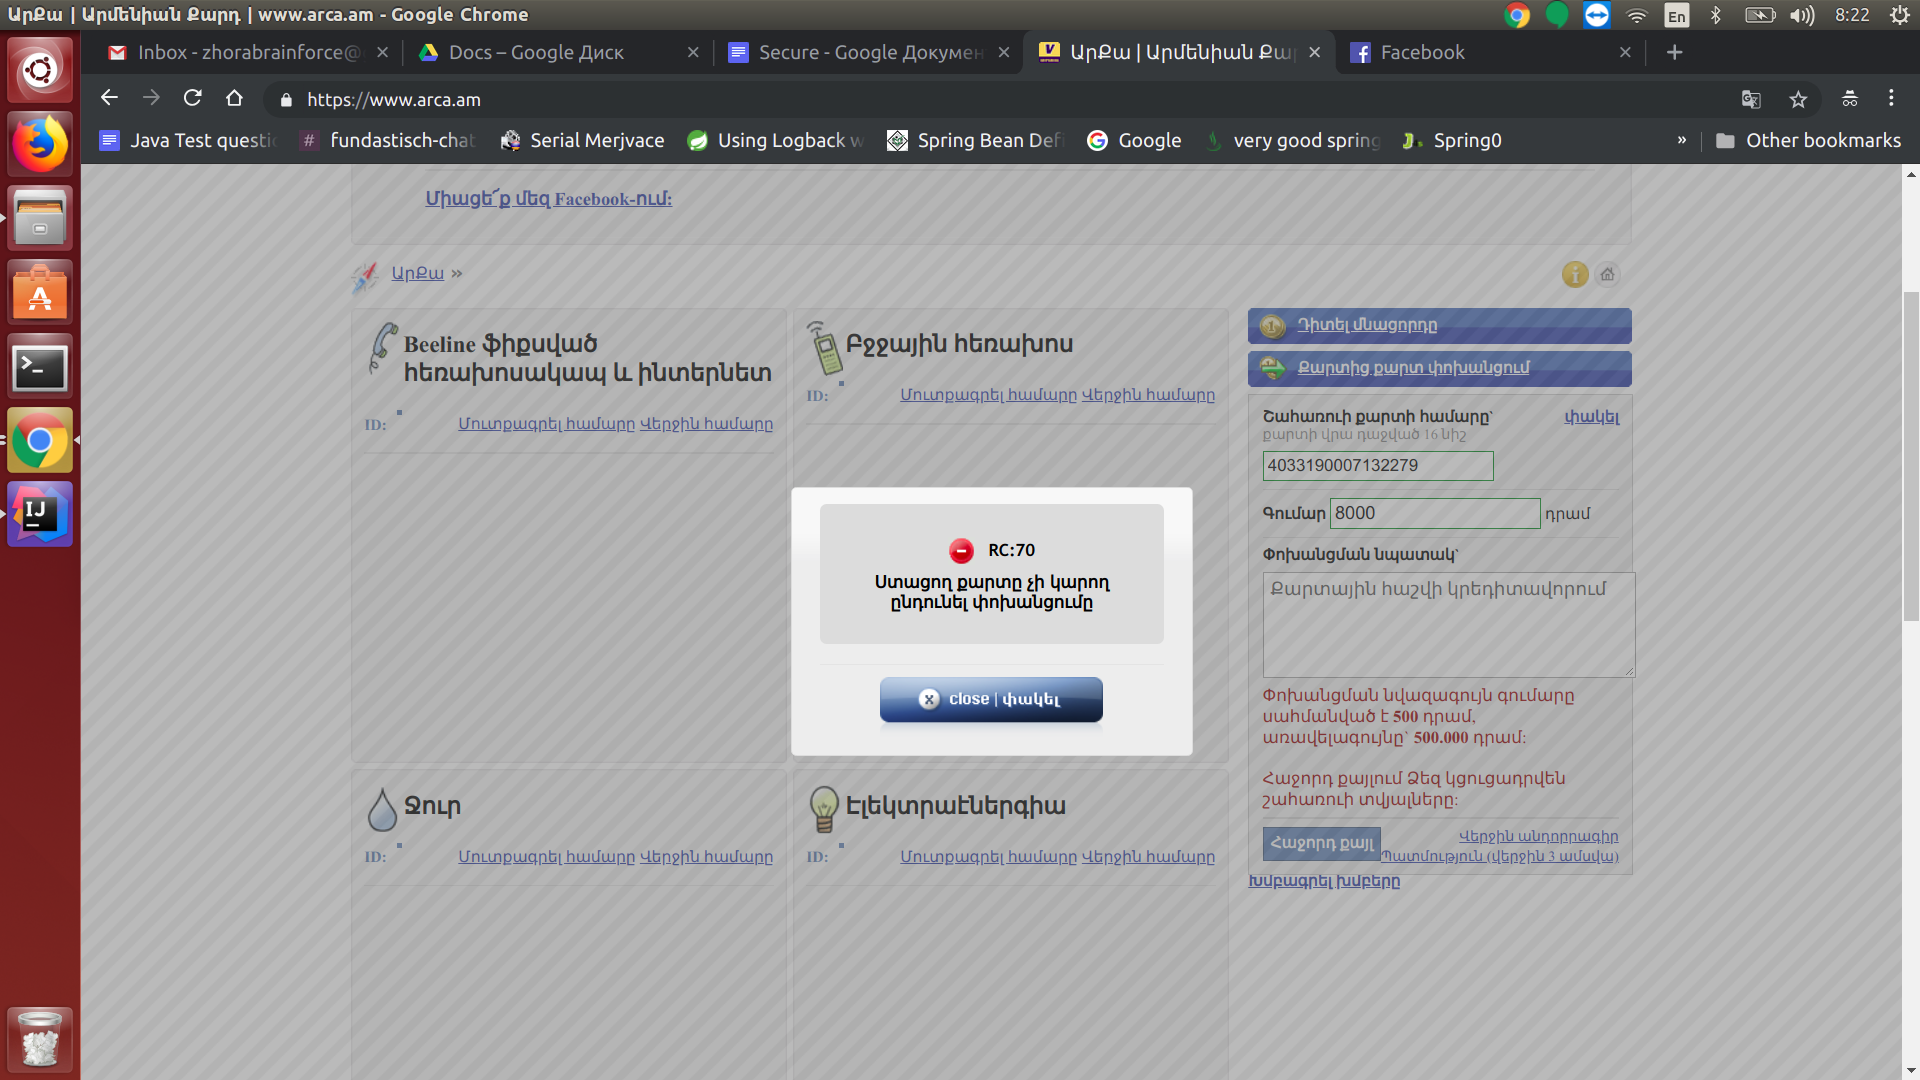 ԱրՔա | Արմենիան Քարդ | www.arca.am - Google Chrome
En
8:22
Inbox - zhorabrainforce@
Docs – Google Диск
Secure - Google Докумен
ԱրՔա | Արմենիան Քար
Facebook
https://www.arca.am
Java Test questi
fundastisch-chat
Serial Merjvace
Using Logback w
Spring Bean Defi
Google
very good spring
Spring0
»
Other bookmarks
Միացե՜ք մեզ Facebook-ում:
ԱրՔա »
Beeline ֆիքսված
հեռախոսակապ և ինտերնետ
ID:
Մուտքագրել համարը Վերջին համարը
Բջջային հեռախոս
ID:
Մուտքագրել համարը Վերջին համարը
Դիտել մնացորդը
Քարտից քարտ փոխանցում
Շահառուի քարտի համարը`
փակել
քարտի վրա դաջված 16 նիշ
4033190007132279
Գումար 8000 դրամ
Փոխանցման նպատակ`
Քարտային հաշվի կրեդիտավորում
Փոխանցման նվազագույն գումարը
սահմանված է 500 դրամ,
առավելագույնը` 500.000 դրամ:
Հաջորդ քայլում Ձեզ կցուցադրվեն
շահառուի տվյալները:
Հաջորդ քայլ
Վերջին անդորրագիր
Պատմություն (վերջին 3 ամսվա)
Խմբագրել խմբերը
RC:70
Ստացող քարտը չի կարող
ընդունել փոխանցումը
close | փակել
Ջուր
ID:
Մուտքագրել համարը Վերջին համարը
Էլեկտրաէներգիա
ID:
Մուտքագրել համարը Վերջին համարը